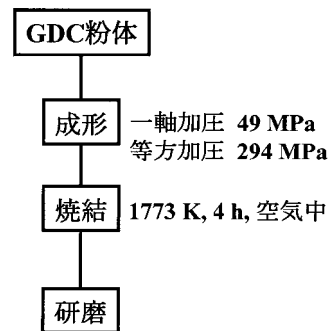 GDC粉体
成形
一軸加圧 49 MPa
等方加圧 294 MPa
焼結
1773 K, 4 h, 空気中
研磨